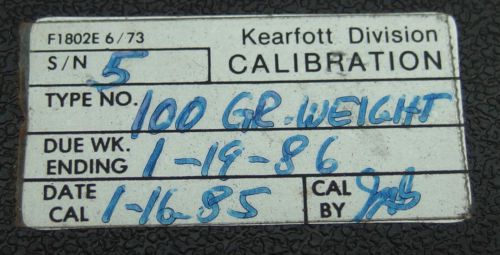 F1802E 6/73 Kearfott Division
S/N 5 CALIBRATION
TYPE NO. 100 GR. WEIGHT
DUE WK. ENDING 1-19-86
DATE CAL 1-16-85 CAL BY